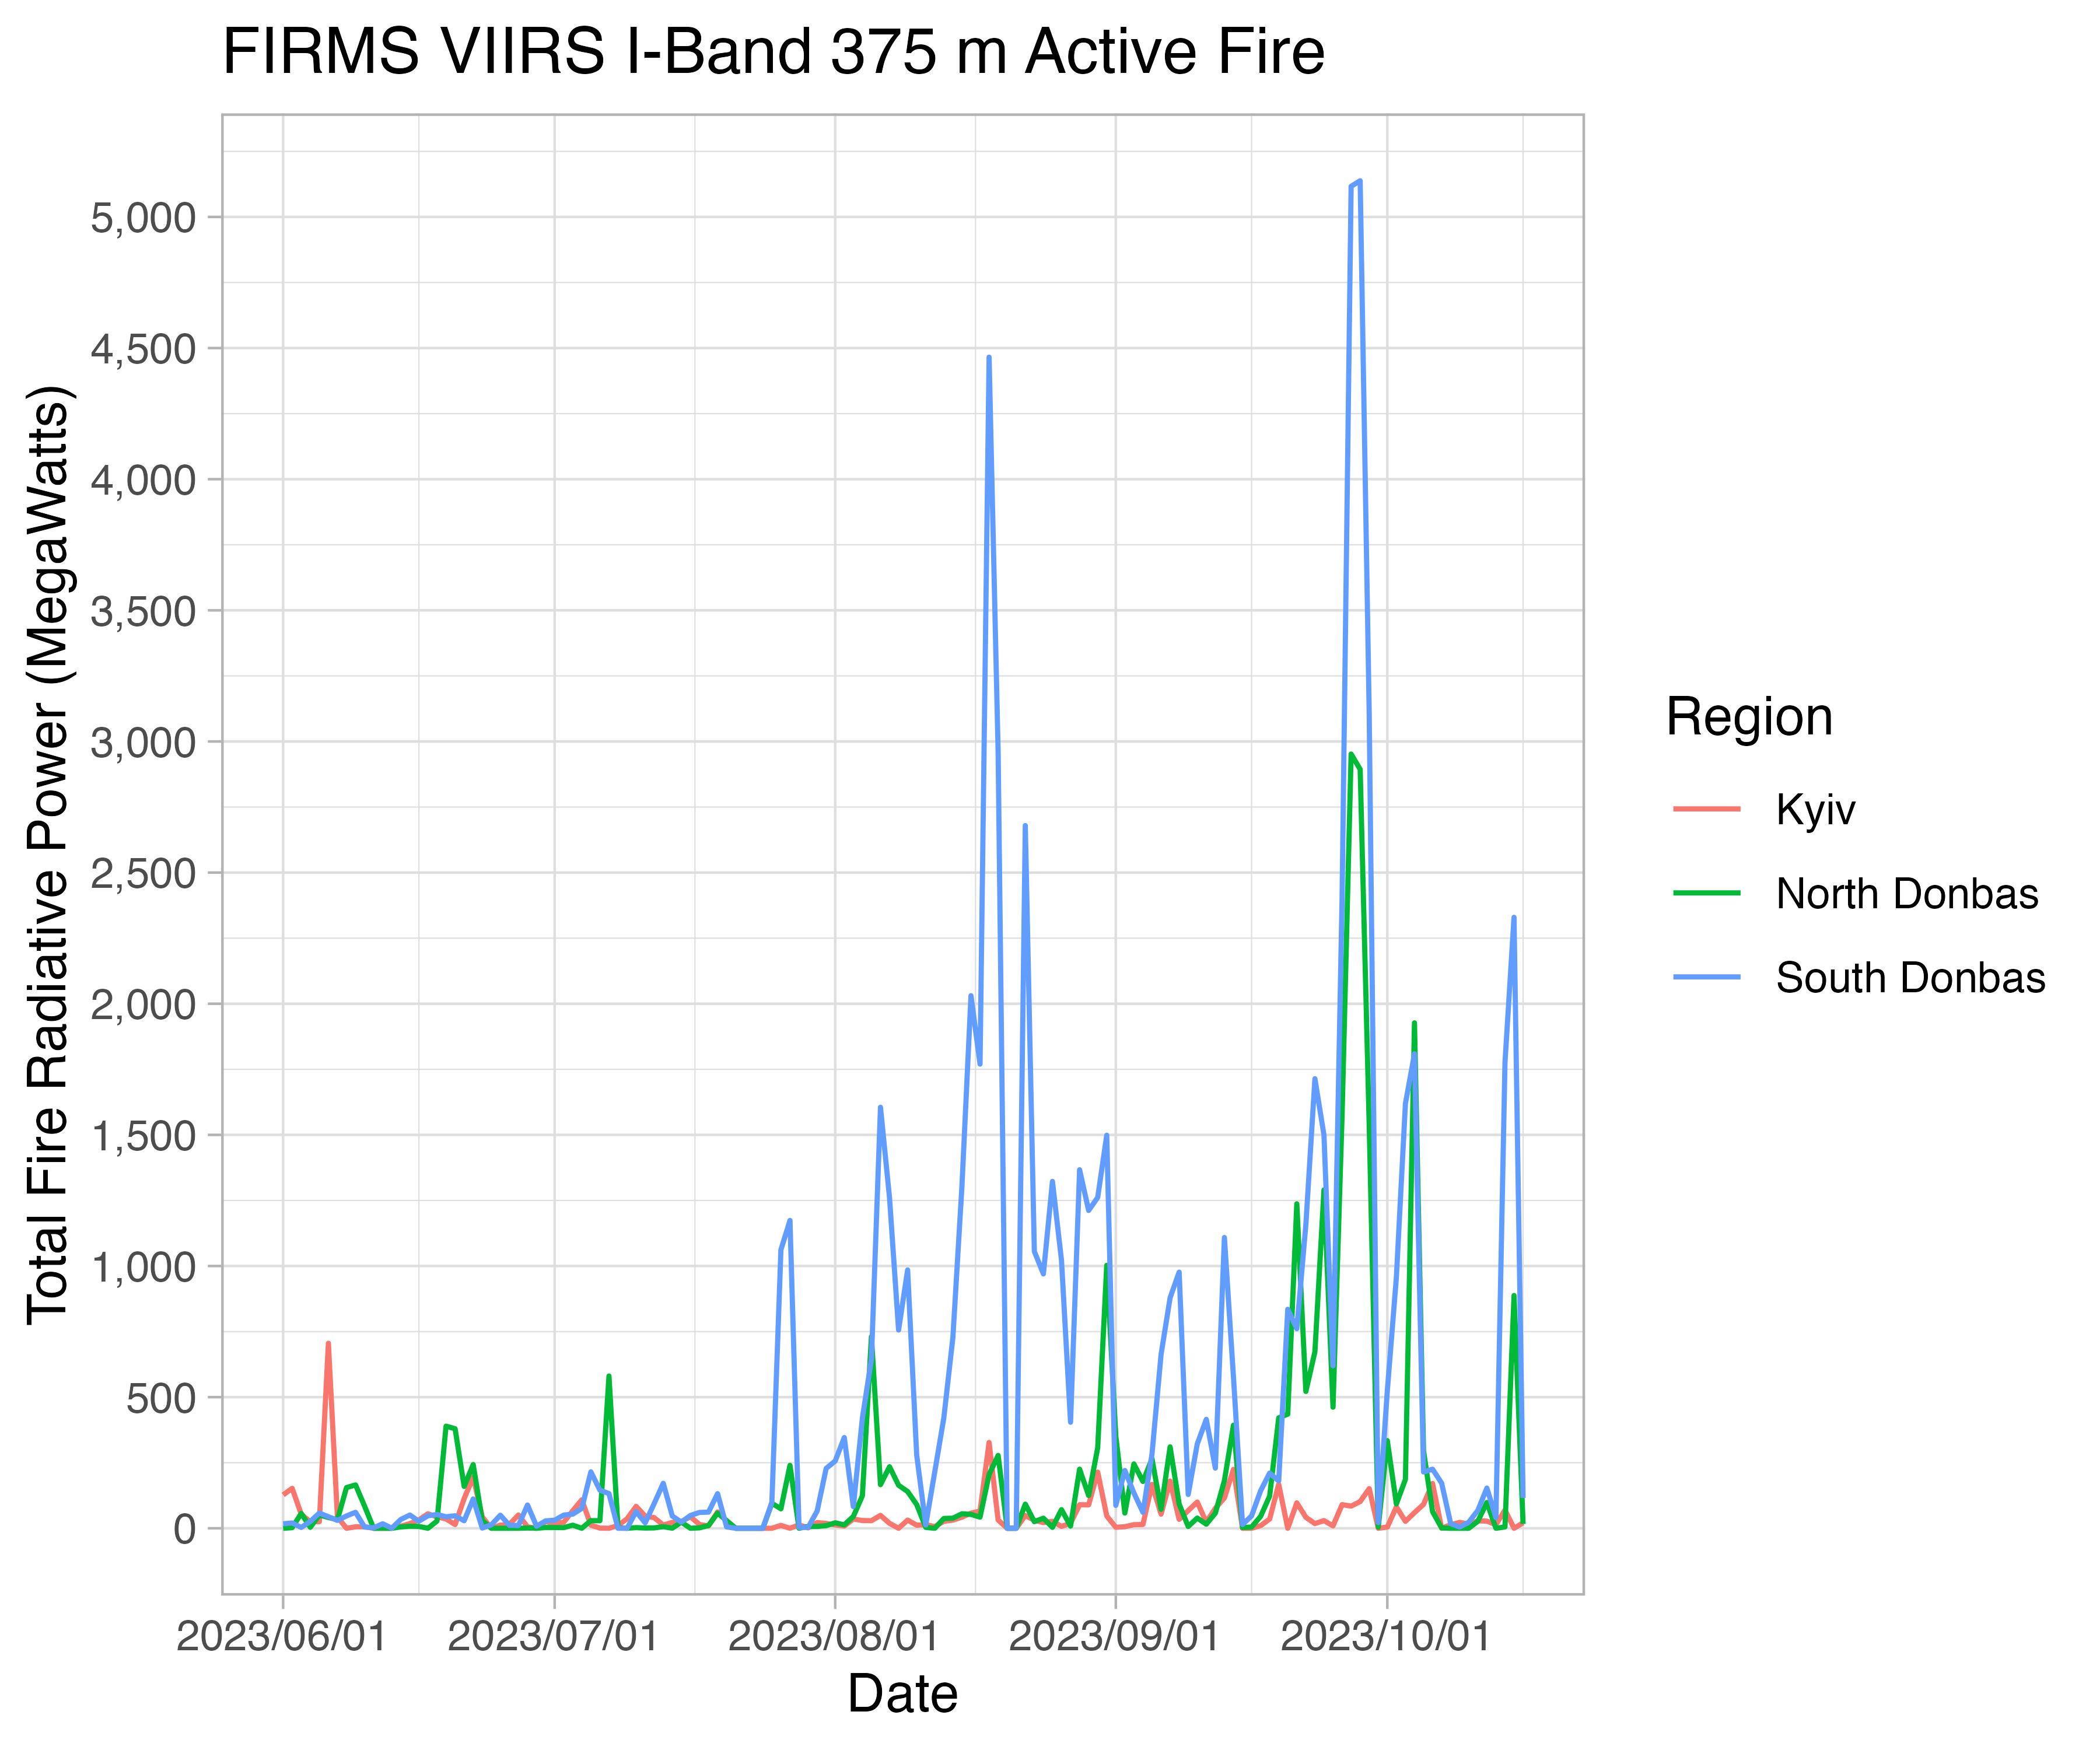 FIRMS VIIRS I-Band 375 m Active Fire
Total Fire Radiative Power (MegaWatts)
5,000
4,500
4,000
3,500
3,000
2,500
2,000
1,500
1,000
500
0
2023/06/01 2023/07/01 2023/08/01 2023/09/01 2023/10/01
Date
Region
Kyiv
North Donbas
South Donbas